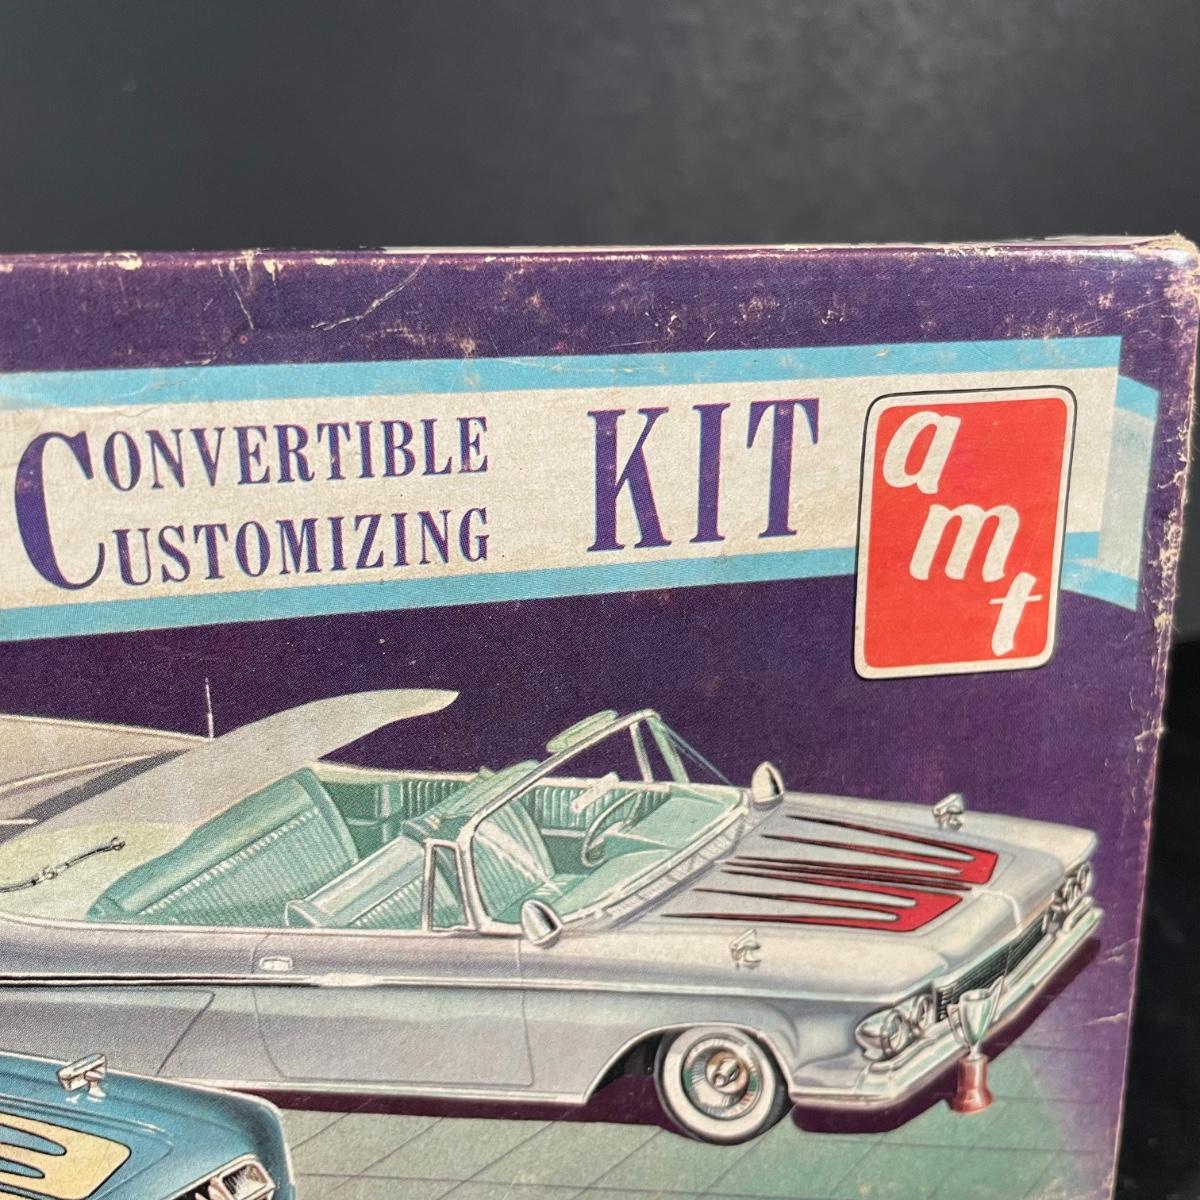 CONVERTIBLE
CUSTOMIZING
KIT
amt